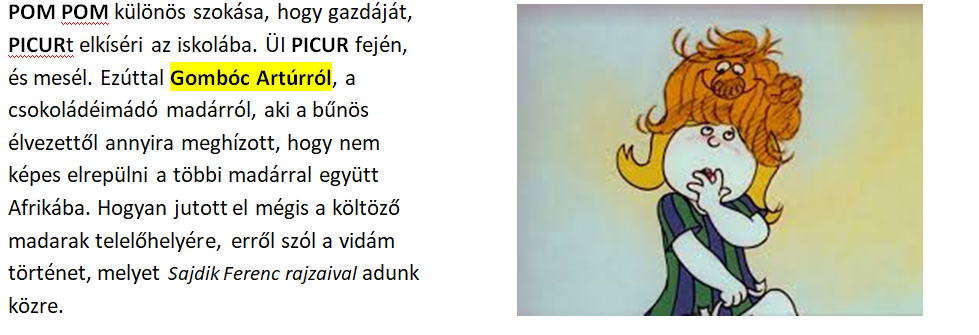 POM POM különös szokása, hogy gazdáját,
PICURt elkíséri az iskolába. Ül PICUR fején,
és mesél. Ezúttal Gombóc Artúrról, a
csokoládéimádó madárról, aki a bűnös
élvezettől annyira meghízott, hogy nem
képes elrepülni a többi madárral együtt
Afrikába. Hogyan jutott el mégis a költöző
madarak telelőhelyére, erről szól a vidám
történet, melyet Sajdik Ferenc rajzaival adunk
közre.